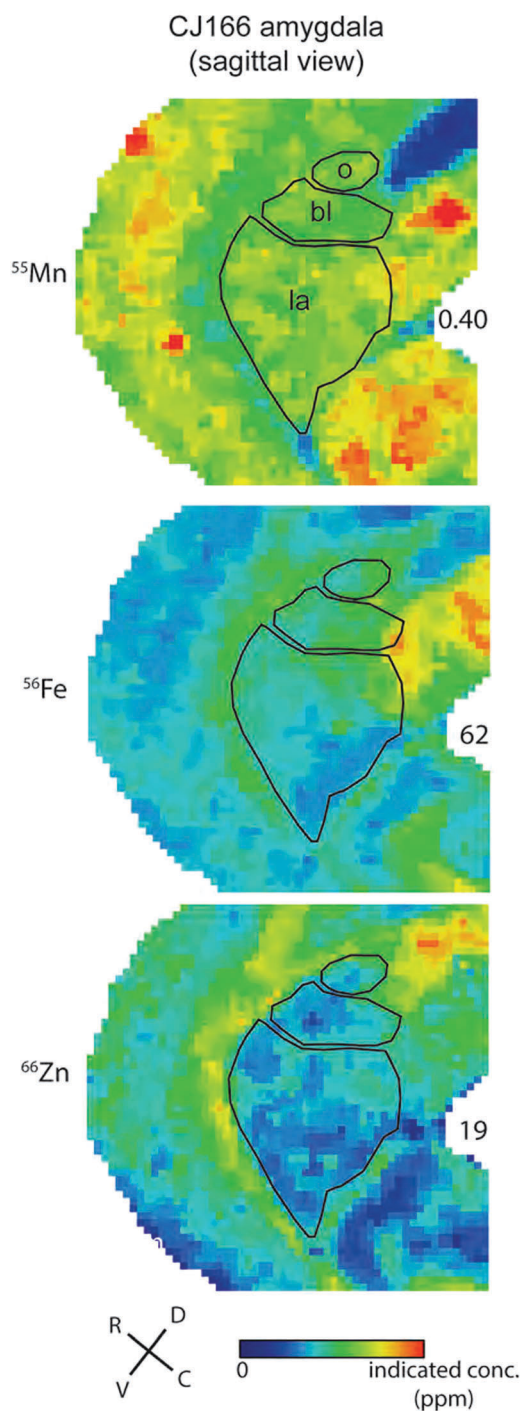 CJ166 amygdala
(sagittal view)
o
bl
la
⁵⁵Mn
0.40
⁵⁶Fe
62
⁶⁶Zn
19
R D
V C
0 indicated conc.
(ppm)